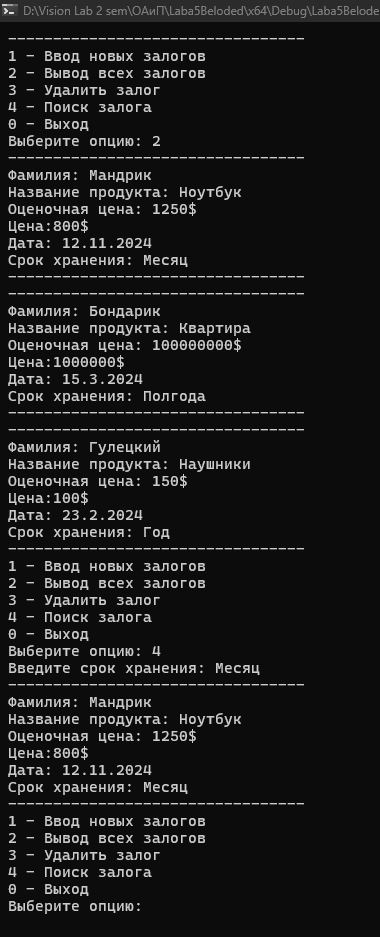 D:\Vision Lab 2 sem\ОАиП\Laba5Beloded\x64\Debug\Laba5Belode
---------------------------------
1 - Ввод новых залогов
2 - Вывод всех залогов
3 - Удалить залог
4 - Поиск залога
0 - Выход
Выберите опцию: 2
---------------------------------
Фамилия: Мандрик
Название продукта: Ноутбук
Оценочная цена: 1250$
Цена:800$
Дата: 12.11.2024
Срок хранения: Месяц
---------------------------------
---------------------------------
Фамилия: Бондарик
Название продукта: Квартира
Оценочная цена: 100000000$
Цена:1000000$
Дата: 15.3.2024
Срок хранения: Полгода
---------------------------------
---------------------------------
Фамилия: Гулецкий
Название продукта: Наушники
Оценочная цена: 150$
Цена:100$
Дата: 23.2.2024
Срок хранения: Год
---------------------------------
1 - Ввод новых залогов
2 - Вывод всех залогов
3 - Удалить залог
4 - Поиск залога
0 - Выход
Выберите опцию: 4
Введите срок хранения: Месяц
---------------------------------
Фамилия: Мандрик
Название продукта: Ноутбук
Оценочная цена: 1250$
Цена:800$
Дата: 12.11.2024
Срок хранения: Месяц
---------------------------------
1 - Ввод новых залогов
2 - Вывод всех залогов
3 - Удалить залог
4 - Поиск залога
0 - Выход
Выберите опцию: